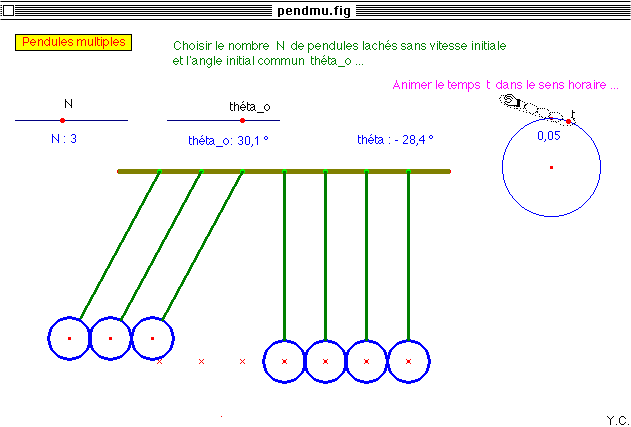 pendmu.fig
Pendules multiples
Choisir le nombre N de pendules lachés sans vitesse initiale
et l'angle initial commun théta_o ...
Animer le temps t dans le sens horaire ...
N
théta_o
t
N : 3
théta_o: 30,1 °
théta : - 28,4 °
0,05
Y.C.